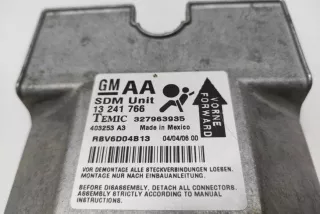 GM AA
SDM Unit
13 241 766
TEMIC 327963935
403253 A3 Made in Mexico
R8V6D04B13 04/04/06 00
VORNE
FORWARD
VOR DEMONTAGE ALLE STECKVERBINDUNGEN LOESEN.
MONTAGE NUR NACH EINBAUANLEITUNG.
BEFORE DISASSEMBLY, DETACH ALL CONNECTORS.
ASSEMBLE STRICTLY ACCORDING TO MANUAL
INSTRUCTIONS